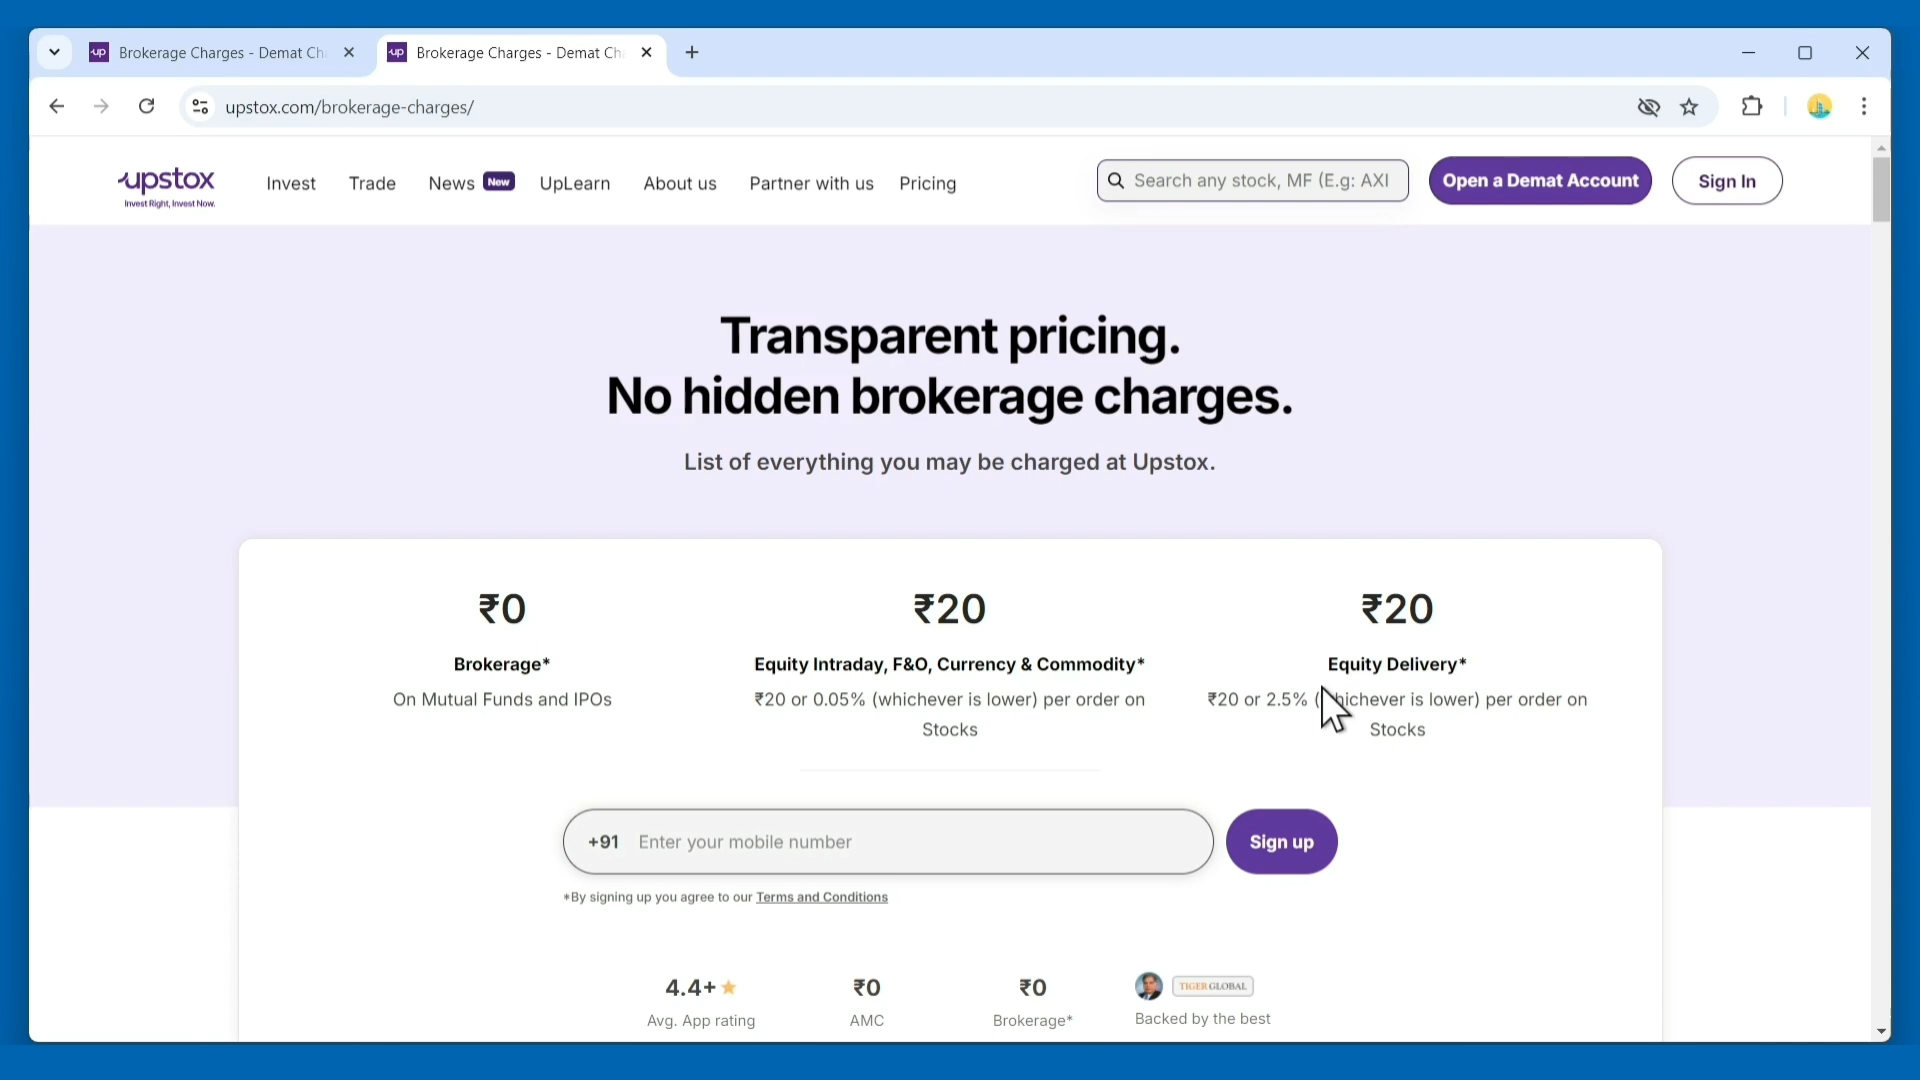 up Brokerage Charges - Demat Ch
up Brokerage Charges - Demat Ch
upstox.com/brokerage-charges/
upstox
Invest Right, Invest Now.
Invest
Trade
News New
UpLearn
About us
Partner with us
Pricing
Search any stock, MF (E.g: AXI
Open a Demat Account
Sign In
Transparent pricing.
No hidden brokerage charges.
List of everything you may be charged at Upstox.
₹0
Brokerage*
On Mutual Funds and IPOs
₹20
Equity Intraday, F&O, Currency & Commodity*
₹20 or 0.05% (whichever is lower) per order on
Stocks
₹20
Equity Delivery*
₹20 or 2.5% (whichever is lower) per order on
Stocks
+91 Enter your mobile number
Sign up
*By signing up you agree to our Terms and Conditions
4.4+
Avg. App rating
₹0
AMC
₹0
Brokerage*
TIGER GLOBAL
Backed by the best